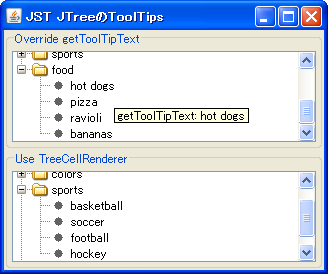 JST JTreeのToolTips
Override getToolTipText
sports
food
hot dogs
pizza
ravioli
getToolTipText: hot dogs
bananas
Use TreeCellRenderer
colors
sports
basketball
soccer
football
hockey